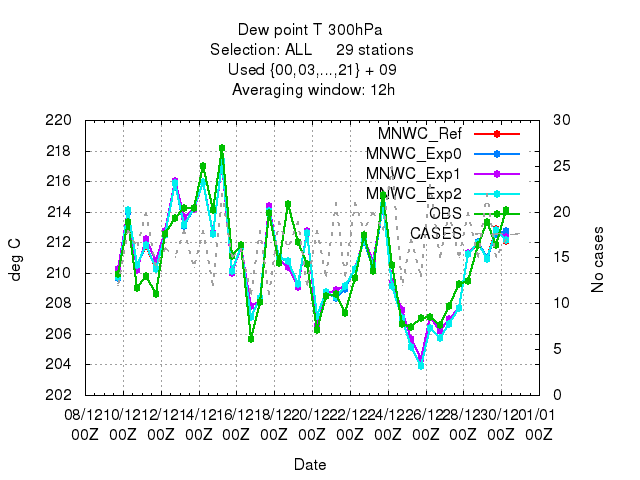 Dew point T 300hPa
Selection: ALL 29 stations
Used {00,03,...,21} + 09
Averaging window: 12h
220 30
218
216 25
214
212 20
210 15
208
206 10
204 5
202 0
MNWC_Ref
MNWC_Exp0
MNWC_Exp1
MNWC_Exp2
OBS
CASES
deg C
No cases
08/12 10/12 12/12 14/12 16/12 18/12 20/12 22/12 24/12 26/12 28/12 30/12 01/01
00Z 00Z 00Z 00Z 00Z 00Z 00Z 00Z 00Z 00Z 00Z 00Z 00Z
Date